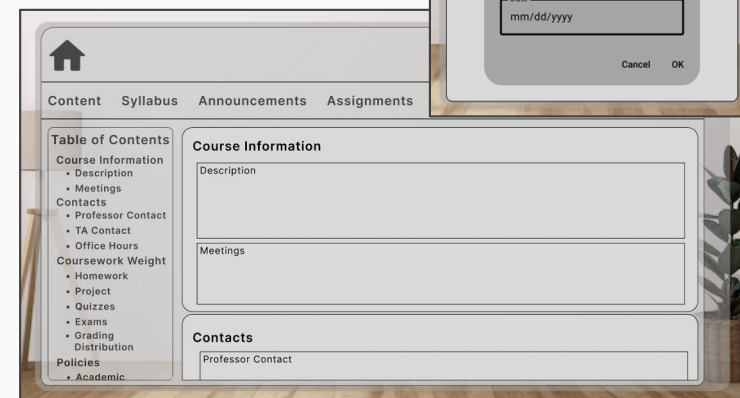 mm/dd/yyyy
Cancel OK
Content Syllabus Announcements Assignments
Table of Contents
Course Information
• Description
• Meetings
Contacts
• Professor Contact
• TA Contact
• Office Hours
Coursework Weight
• Homework
• Project
• Quizzes
• Exams
• Grading
Distribution
Policies
• Academic
Course Information
Description
Meetings
Contacts
Professor Contact